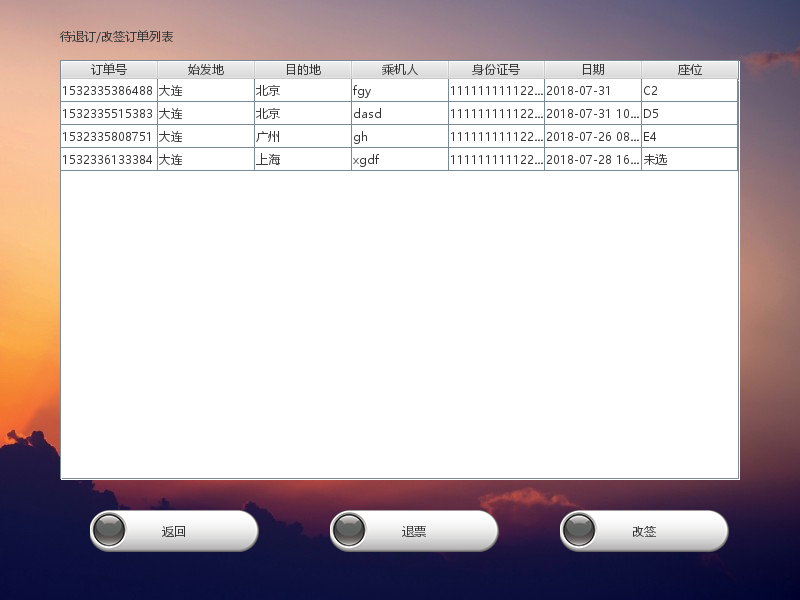 待退订/改签订单列表
订单号 始发地 目的地 乘机人 身份证号 日期 座位
1532335386488 大连 北京 fgy 111111111122... 2018-07-31 C2
1532335515383 大连 北京 dasd 111111111122... 2018-07-31 10... D5
1532335808751 大连 广州 gh 111111111122... 2018-07-26 08... E4
1532336133384 大连 上海 xgdf 111111111122... 2018-07-28 16... 未选
返回 退票 改签